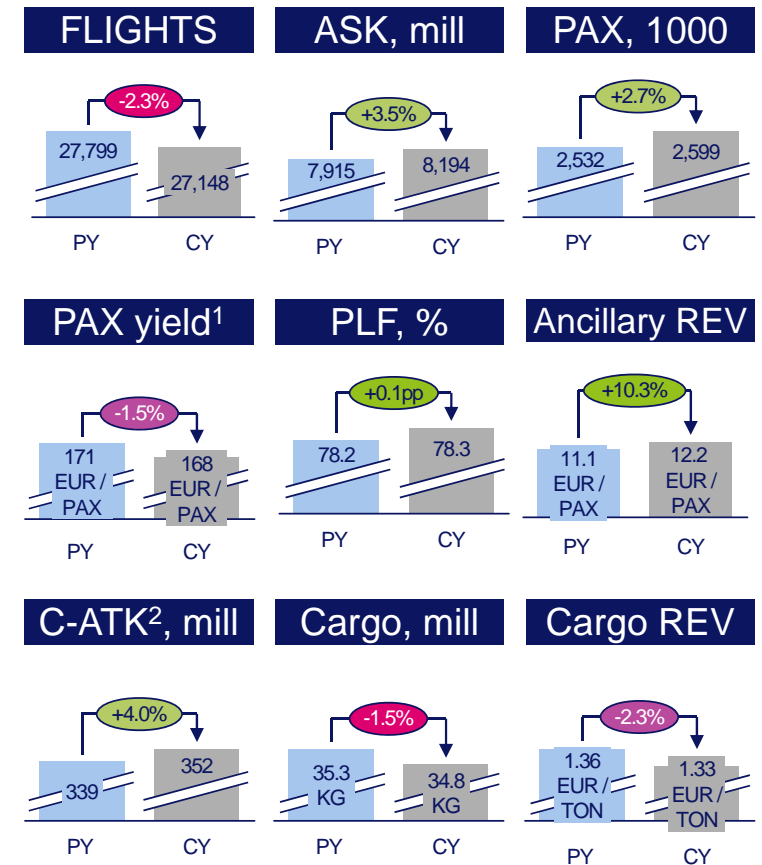 FLIGHTS
-2.3%
27,799
27,148
PY
CY
ASK, mill
+3.5%
7,915
8,194
PY
CY
PAX, 1000
+2.7%
2,532
2,599
PY
CY
PAX yield¹
-1.5%
171
EUR /
PAX
168
EUR /
PAX
PY
CY
PLF, %
+0.1pp
78.2
78.3
PY
CY
Ancillary REV
+10.3%
11.1
EUR /
PAX
12.2
EUR /
PAX
PY
CY
C-ATK², mill
+4.0%
339
352
PY
CY
Cargo, mill
-1.5%
35.3
KG
34.8
KG
PY
CY
Cargo REV
-2.3%
1.36
EUR /
TON
1.33
EUR /
TON
PY
CY